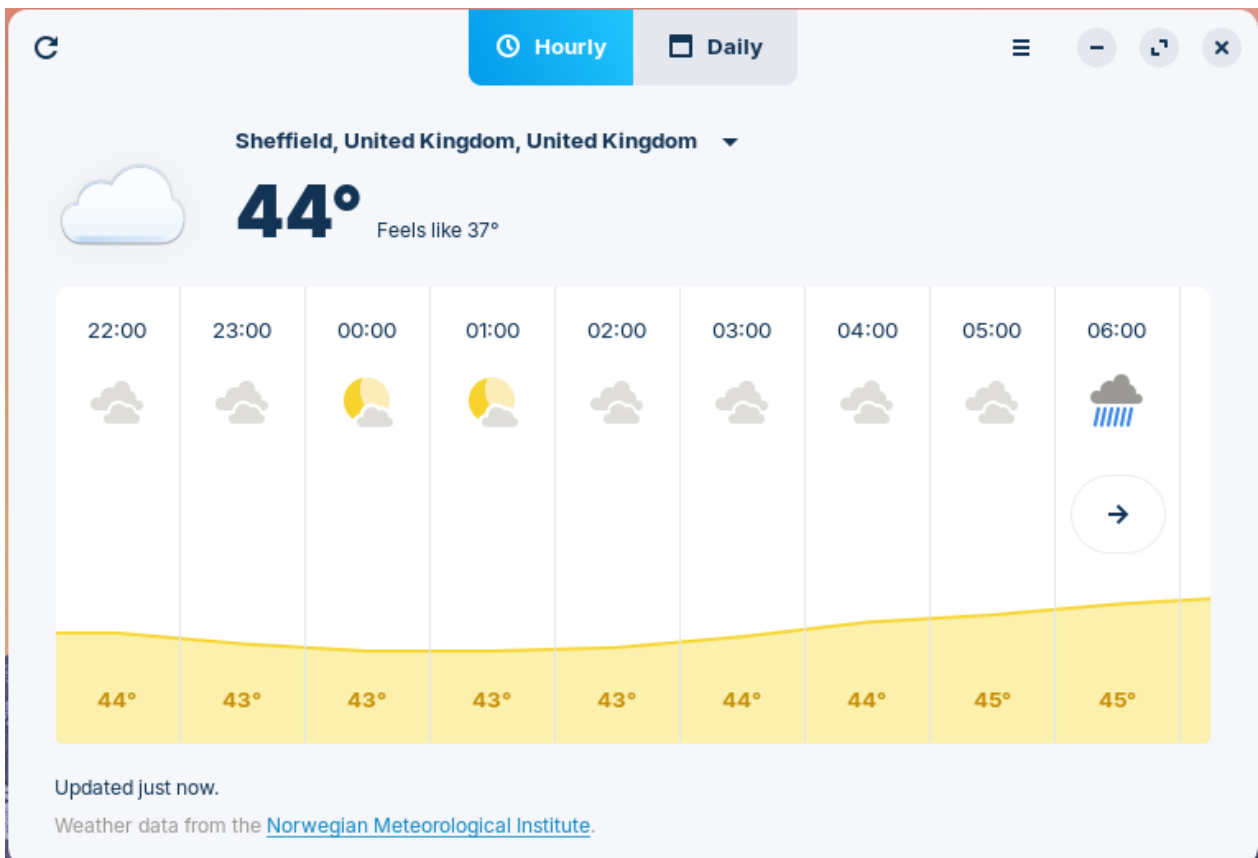 Hourly Daily
Sheffield, United Kingdom, United Kingdom
44° Feels like 37°
22:00 23:00 00:00 01:00 02:00 03:00 04:00 05:00 06:00
44° 43° 43° 43° 43° 44° 44° 45° 45°
Updated just now.
Weather data from the Norwegian Meteorological Institute.